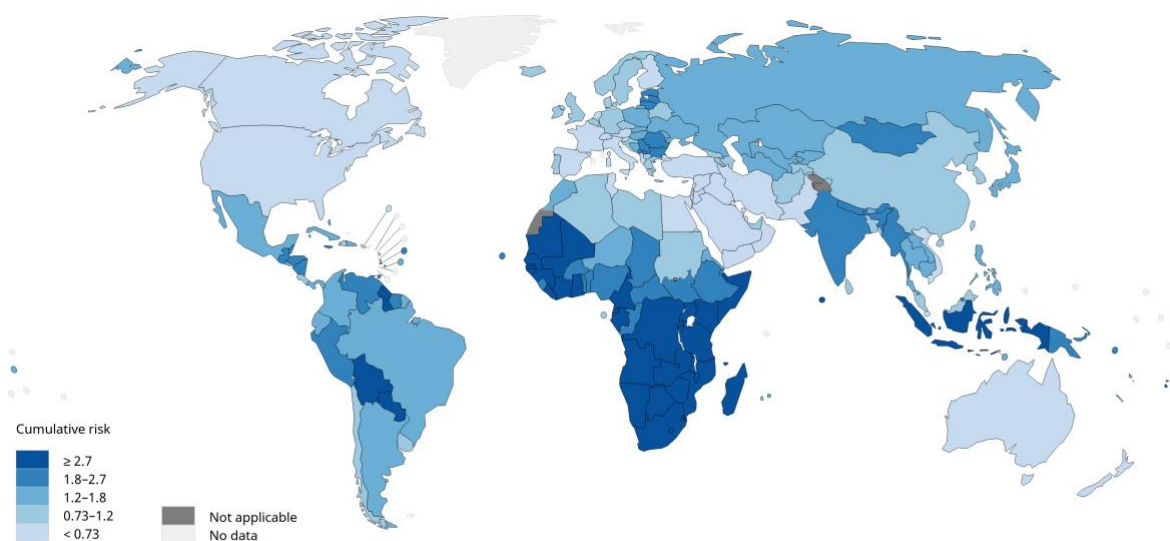 Cumulative risk
≥ 2.7
1.8–2.7
1.2–1.8
0.73–1.2
< 0.73
Not applicable
No data